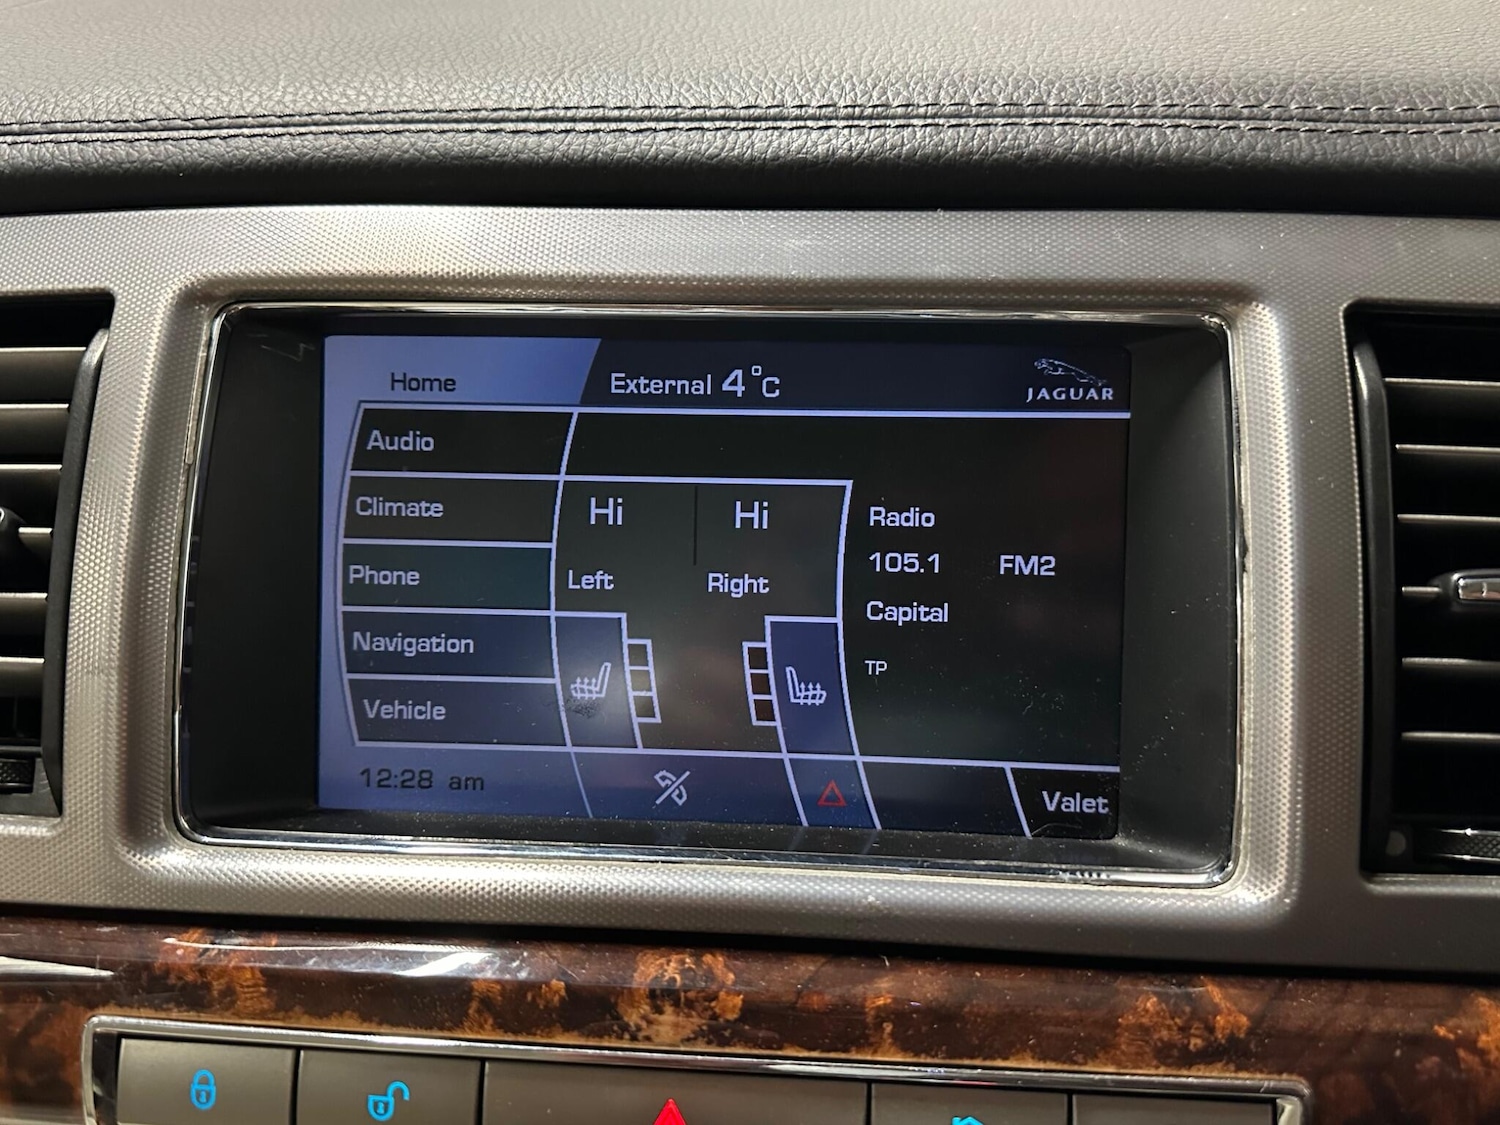 Home
External 4°C
JAGUAR
Audio
Climate
Phone
Navigation
Vehicle
Hi
Hi
Left
Right
Radio
105.1 FM2
Capital
TP
12:28 am
Valet